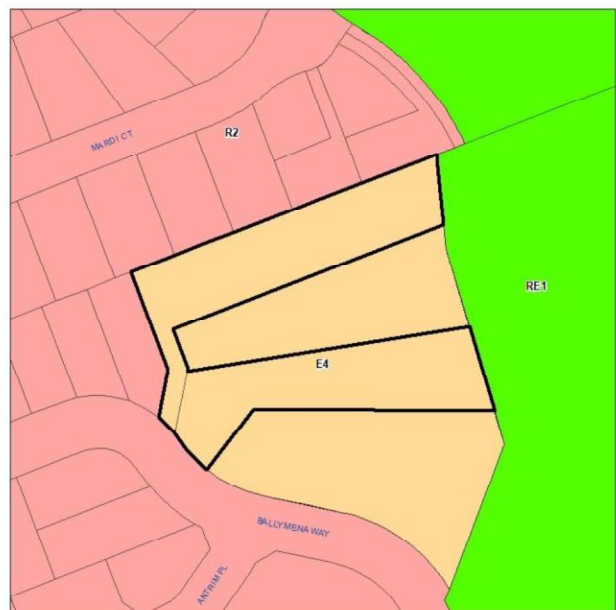 MARDI CT
R2
RE1
E4
BALLYMENA WAY
ANTRIM PL